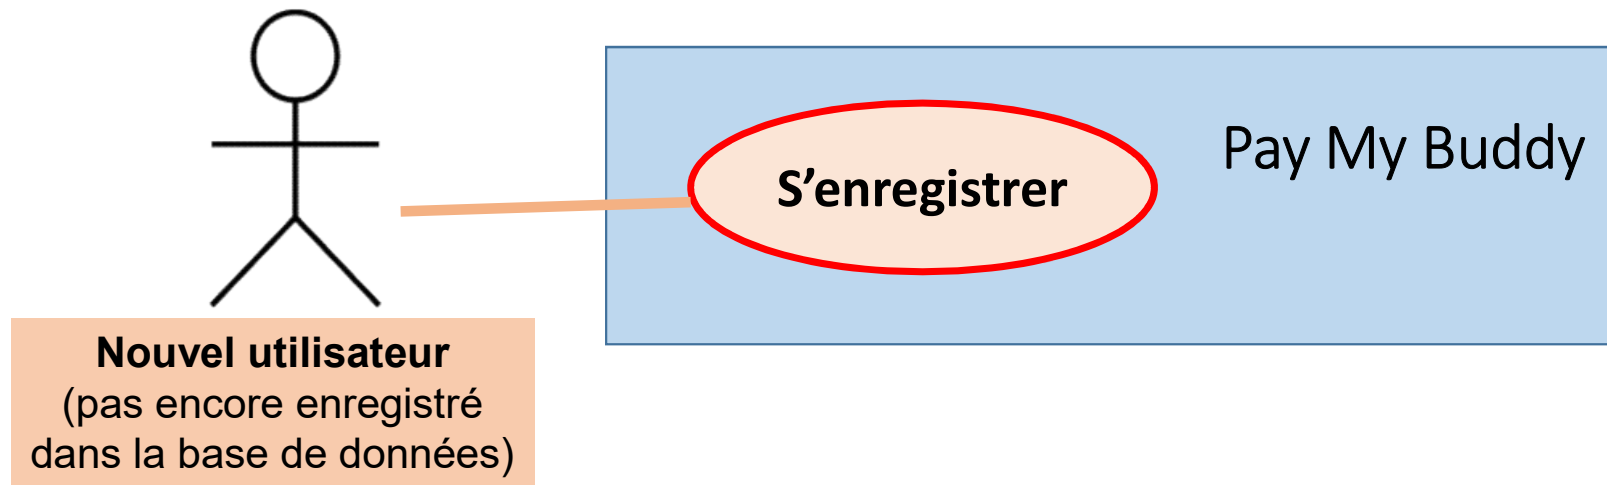 Pay My Buddy
S’enregistrer
Nouvel utilisateur
(pas encore enregistré
dans la base de données)